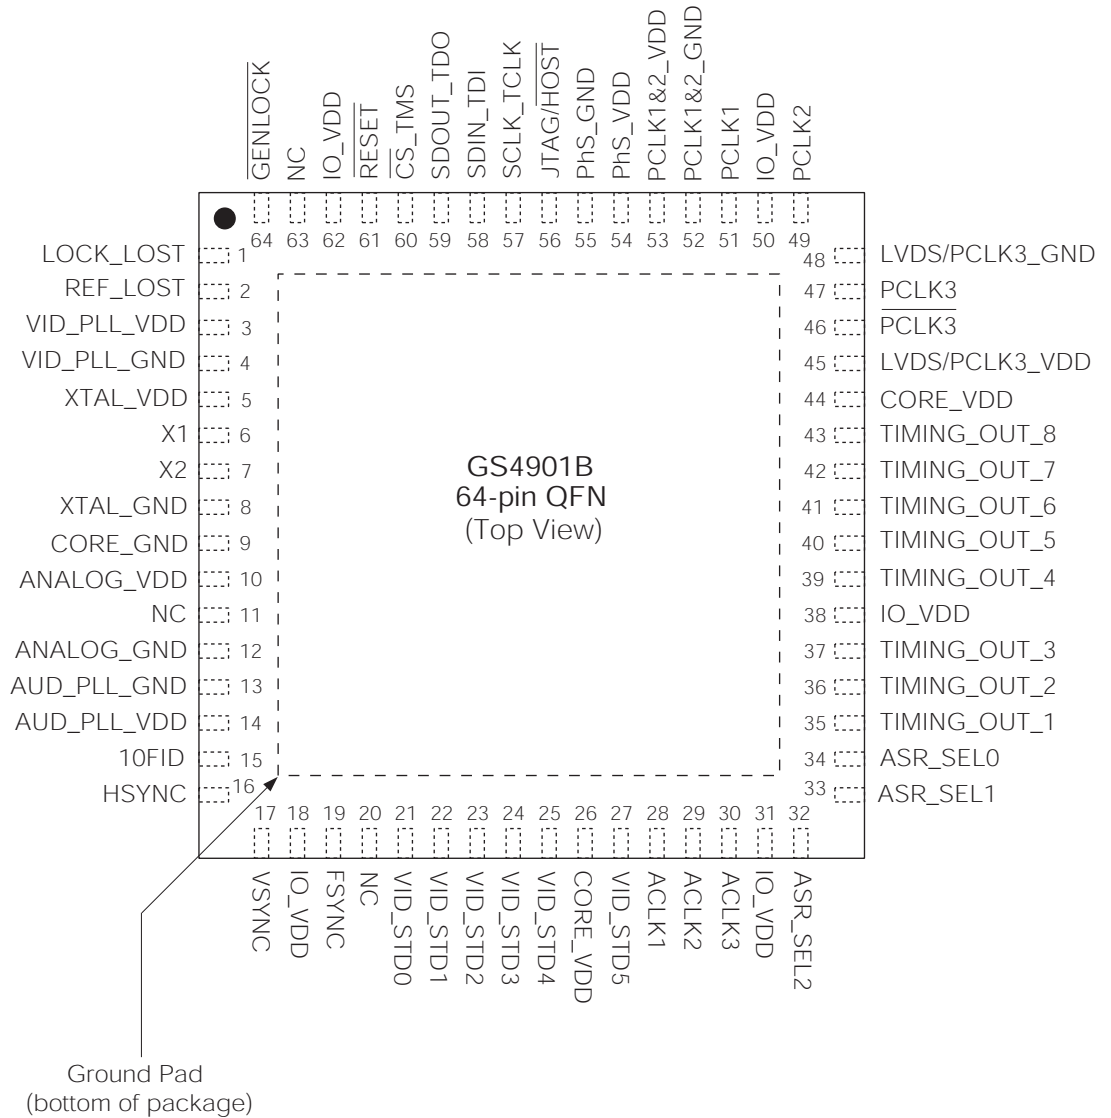 GENLOCK
NC
IO_VDD
RESET
CS_TMS
SDOUT_TDO
SDIN_TDI
SCLK_TCLK
JTAG/HOST
PhS_GND
PhS_VDD
PCLK1&2_VDD
PCLK1&2_GND
PCLK1
IO_VDD
PCLK2
64 63 62 61 60 59 58 57 56 55 54 53 52 51 50 49
LOCK_LOST 1
REF_LOST 2
VID_PLL_VDD 3
VID_PLL_GND 4
XTAL_VDD 5
X1 6
X2 7
XTAL_GND 8
CORE_GND 9
ANALOG_VDD 10
NC 11
ANALOG_GND 12
AUD_PLL_GND 13
AUD_PLL_VDD 14
10FID 15
HSYNC 16
GS4901B
64-pin QFN
(Top View)
48 LVDS/PCLK3_GND
47 PCLK3
46 PCLK3
45 LVDS/PCLK3_VDD
44 CORE_VDD
43 TIMING_OUT_8
42 TIMING_OUT_7
41 TIMING_OUT_6
40 TIMING_OUT_5
39 TIMING_OUT_4
38 IO_VDD
37 TIMING_OUT_3
36 TIMING_OUT_2
35 TIMING_OUT_1
34 ASR_SEL0
33 ASR_SEL1
17 18 19 20 21 22 23 24 25 26 27 28 29 30 31 32
VSYNC
IO_VDD
FSYNC
NC
VID_STD0
VID_STD1
VID_STD2
VID_STD3
VID_STD4
CORE_VDD
VID_STD5
ACLK1
ACLK2
ACLK3
IO_VDD
ASR_SEL2
Ground Pad
(bottom of package)